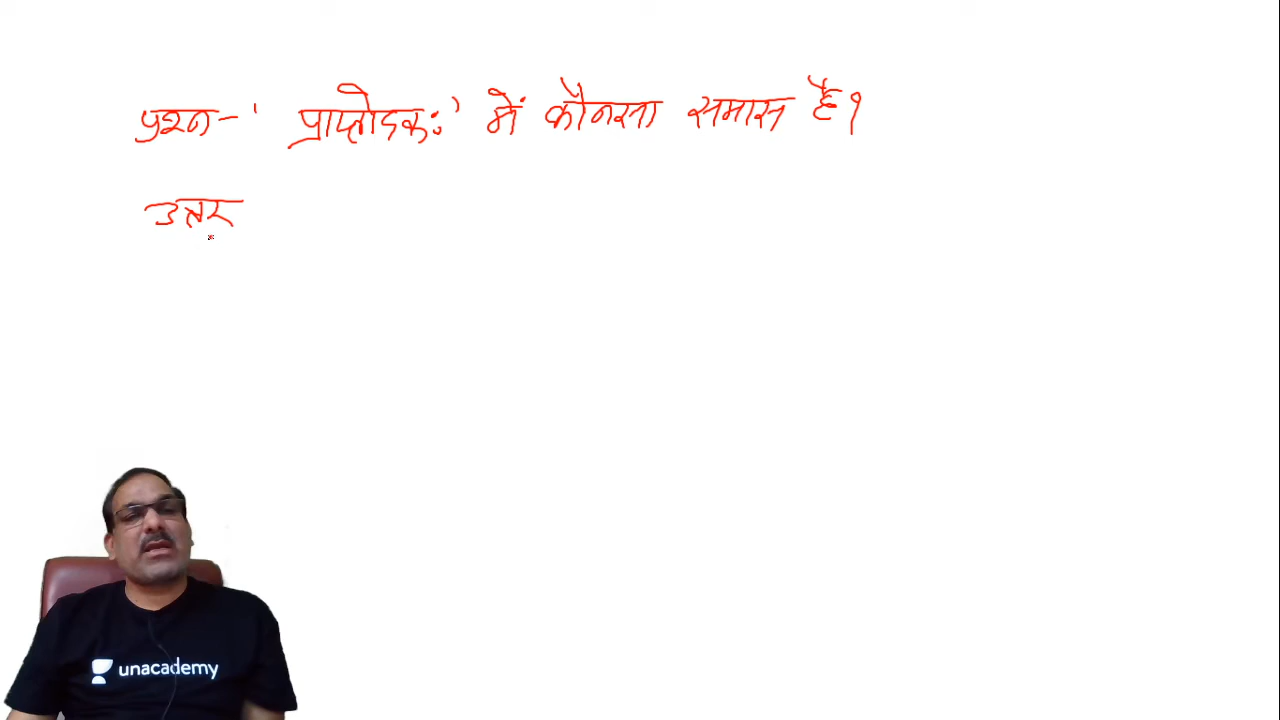 प्रश्न- ' प्राप्तोदकः' में कौनसा समास है?
उत्तर
unacademy